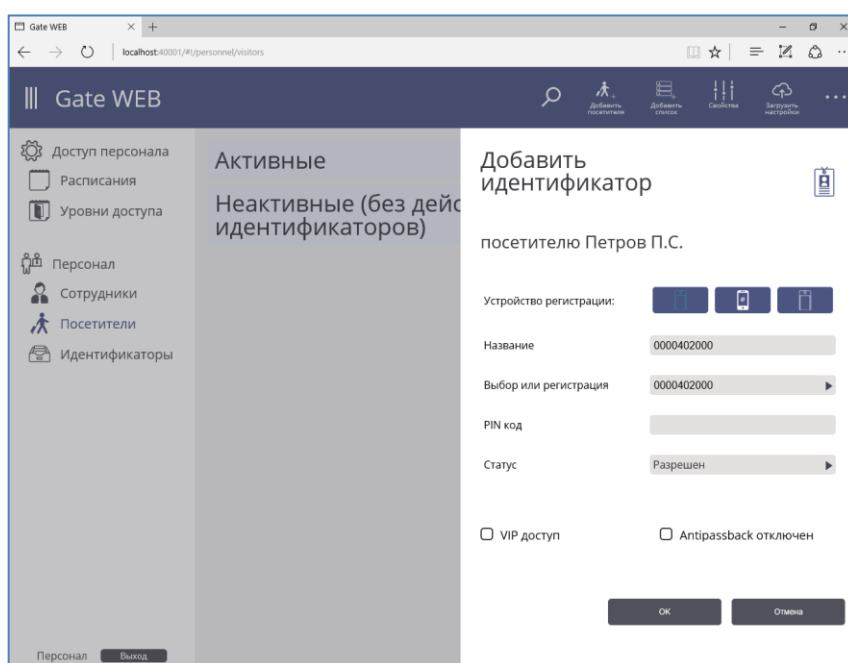 Gate WEB
localhost:40001/#!/personnel/visitors
Gate WEB
Добавить посетителя
Добавить список
Свойства
Загрузить настройки
Доступ персонала
Расписания
Уровни доступа
Персонал
Сотрудники
Посетители
Идентификаторы
Активные
Неактивные (без дейс
идентификаторов)
Добавить
идентификатор
посетителю Петров П.С.
Устройство регистрации:
Название
0000402000
Выбор или регистрация
0000402000
PIN код
Статус
Разрешен
VIP доступ
Antipassback отключен
ОК
Отмена
Персонал
Выход